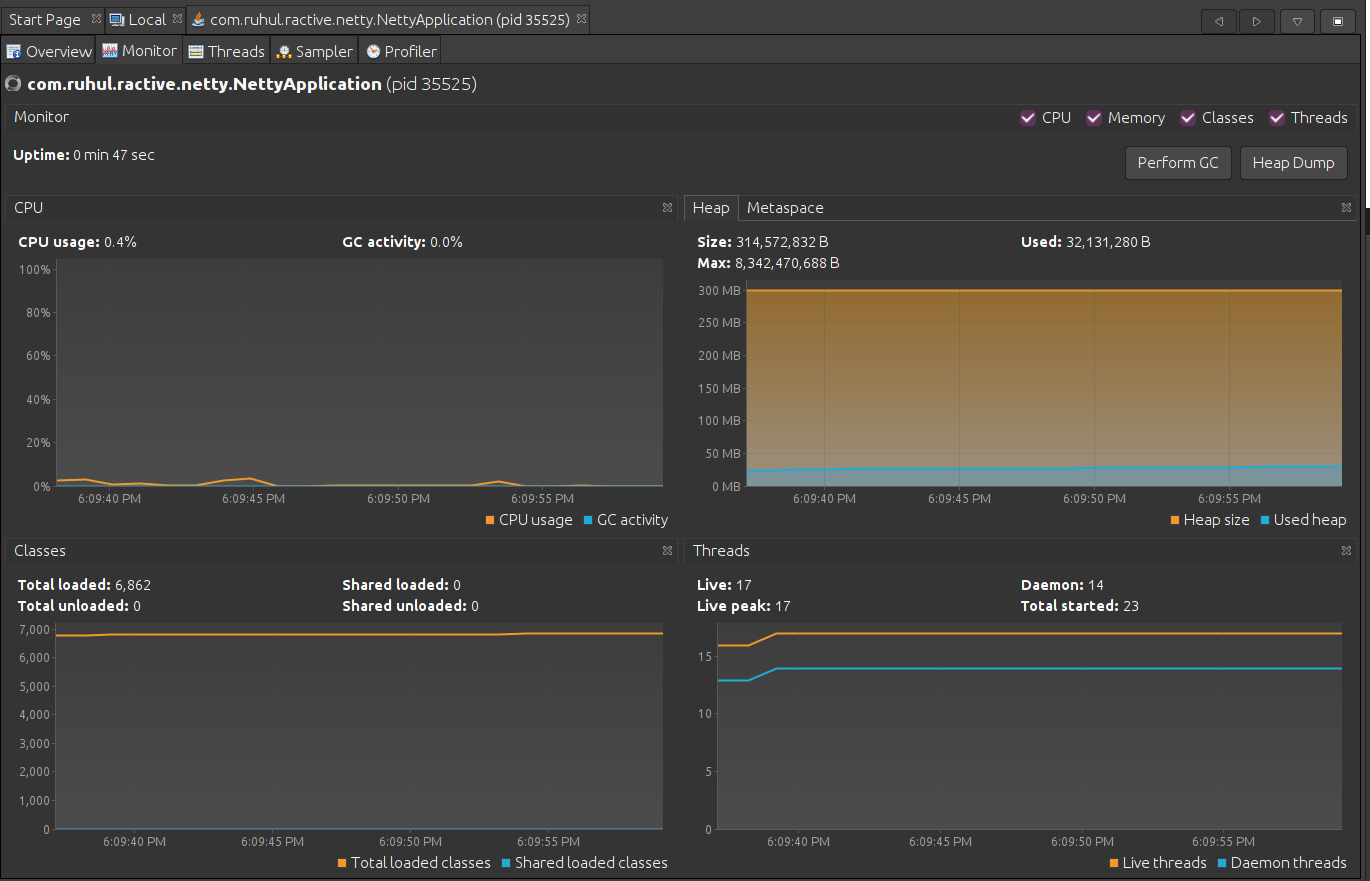 Start Page Local com.ruhul.ractive.netty.NettyApplication (pid 35525)
Overview Monitor Threads Sampler Profiler
com.ruhul.ractive.netty.NettyApplication (pid 35525)
Monitor CPU Memory Classes Threads
Uptime: 0 min 47 sec
Perform GC Heap Dump
CPU
CPU usage: 0.4% GC activity: 0.0%
100%
80%
60%
40%
20%
0%
6:09:40 PM 6:09:45 PM 6:09:50 PM 6:09:55 PM
CPU usage GC activity
Heap Metaspace
Size: 314,572,832 B Used: 32,131,280 B
Max: 8,342,470,688 B
300 MB
250 MB
200 MB
150 MB
100 MB
50 MB
0 MB
6:09:40 PM 6:09:45 PM 6:09:50 PM 6:09:55 PM
Heap size Used heap
Classes
Total loaded: 6,862 Shared loaded: 0
Total unloaded: 0 Shared unloaded: 0
7,000
6,000
5,000
4,000
3,000
2,000
1,000
0
6:09:40 PM 6:09:45 PM 6:09:50 PM 6:09:55 PM
Total loaded classes Shared loaded classes
Threads
Live: 17 Daemon: 14
Live peak: 17 Total started: 23
15
10
5
0
6:09:40 PM 6:09:45 PM 6:09:50 PM 6:09:55 PM
Live threads Daemon threads